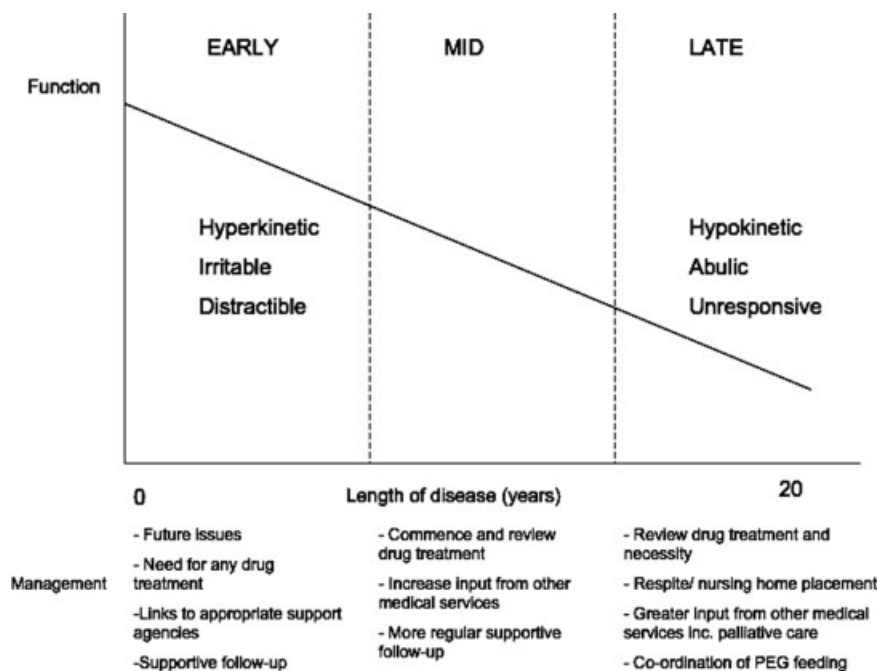 EARLY
MID
LATE
Function
Hyperkinetic
Irritable
Distractible
Hypokinetic
Abulic
Unresponsive
0
Length of disease (years)
20
Management
- Future issues
- Need for any drug
treatment
-Links to appropriate support
agencies
-Supportive follow-up
- Commence and review
drug treatment
- Increase input from other
medical services
- More regular supportive
follow-up
- Review drug treatment and
necessity
- Respite/ nursing home placement
- Greater input from other medical
services inc. palliative care
- Co-ordination of PEG feeding